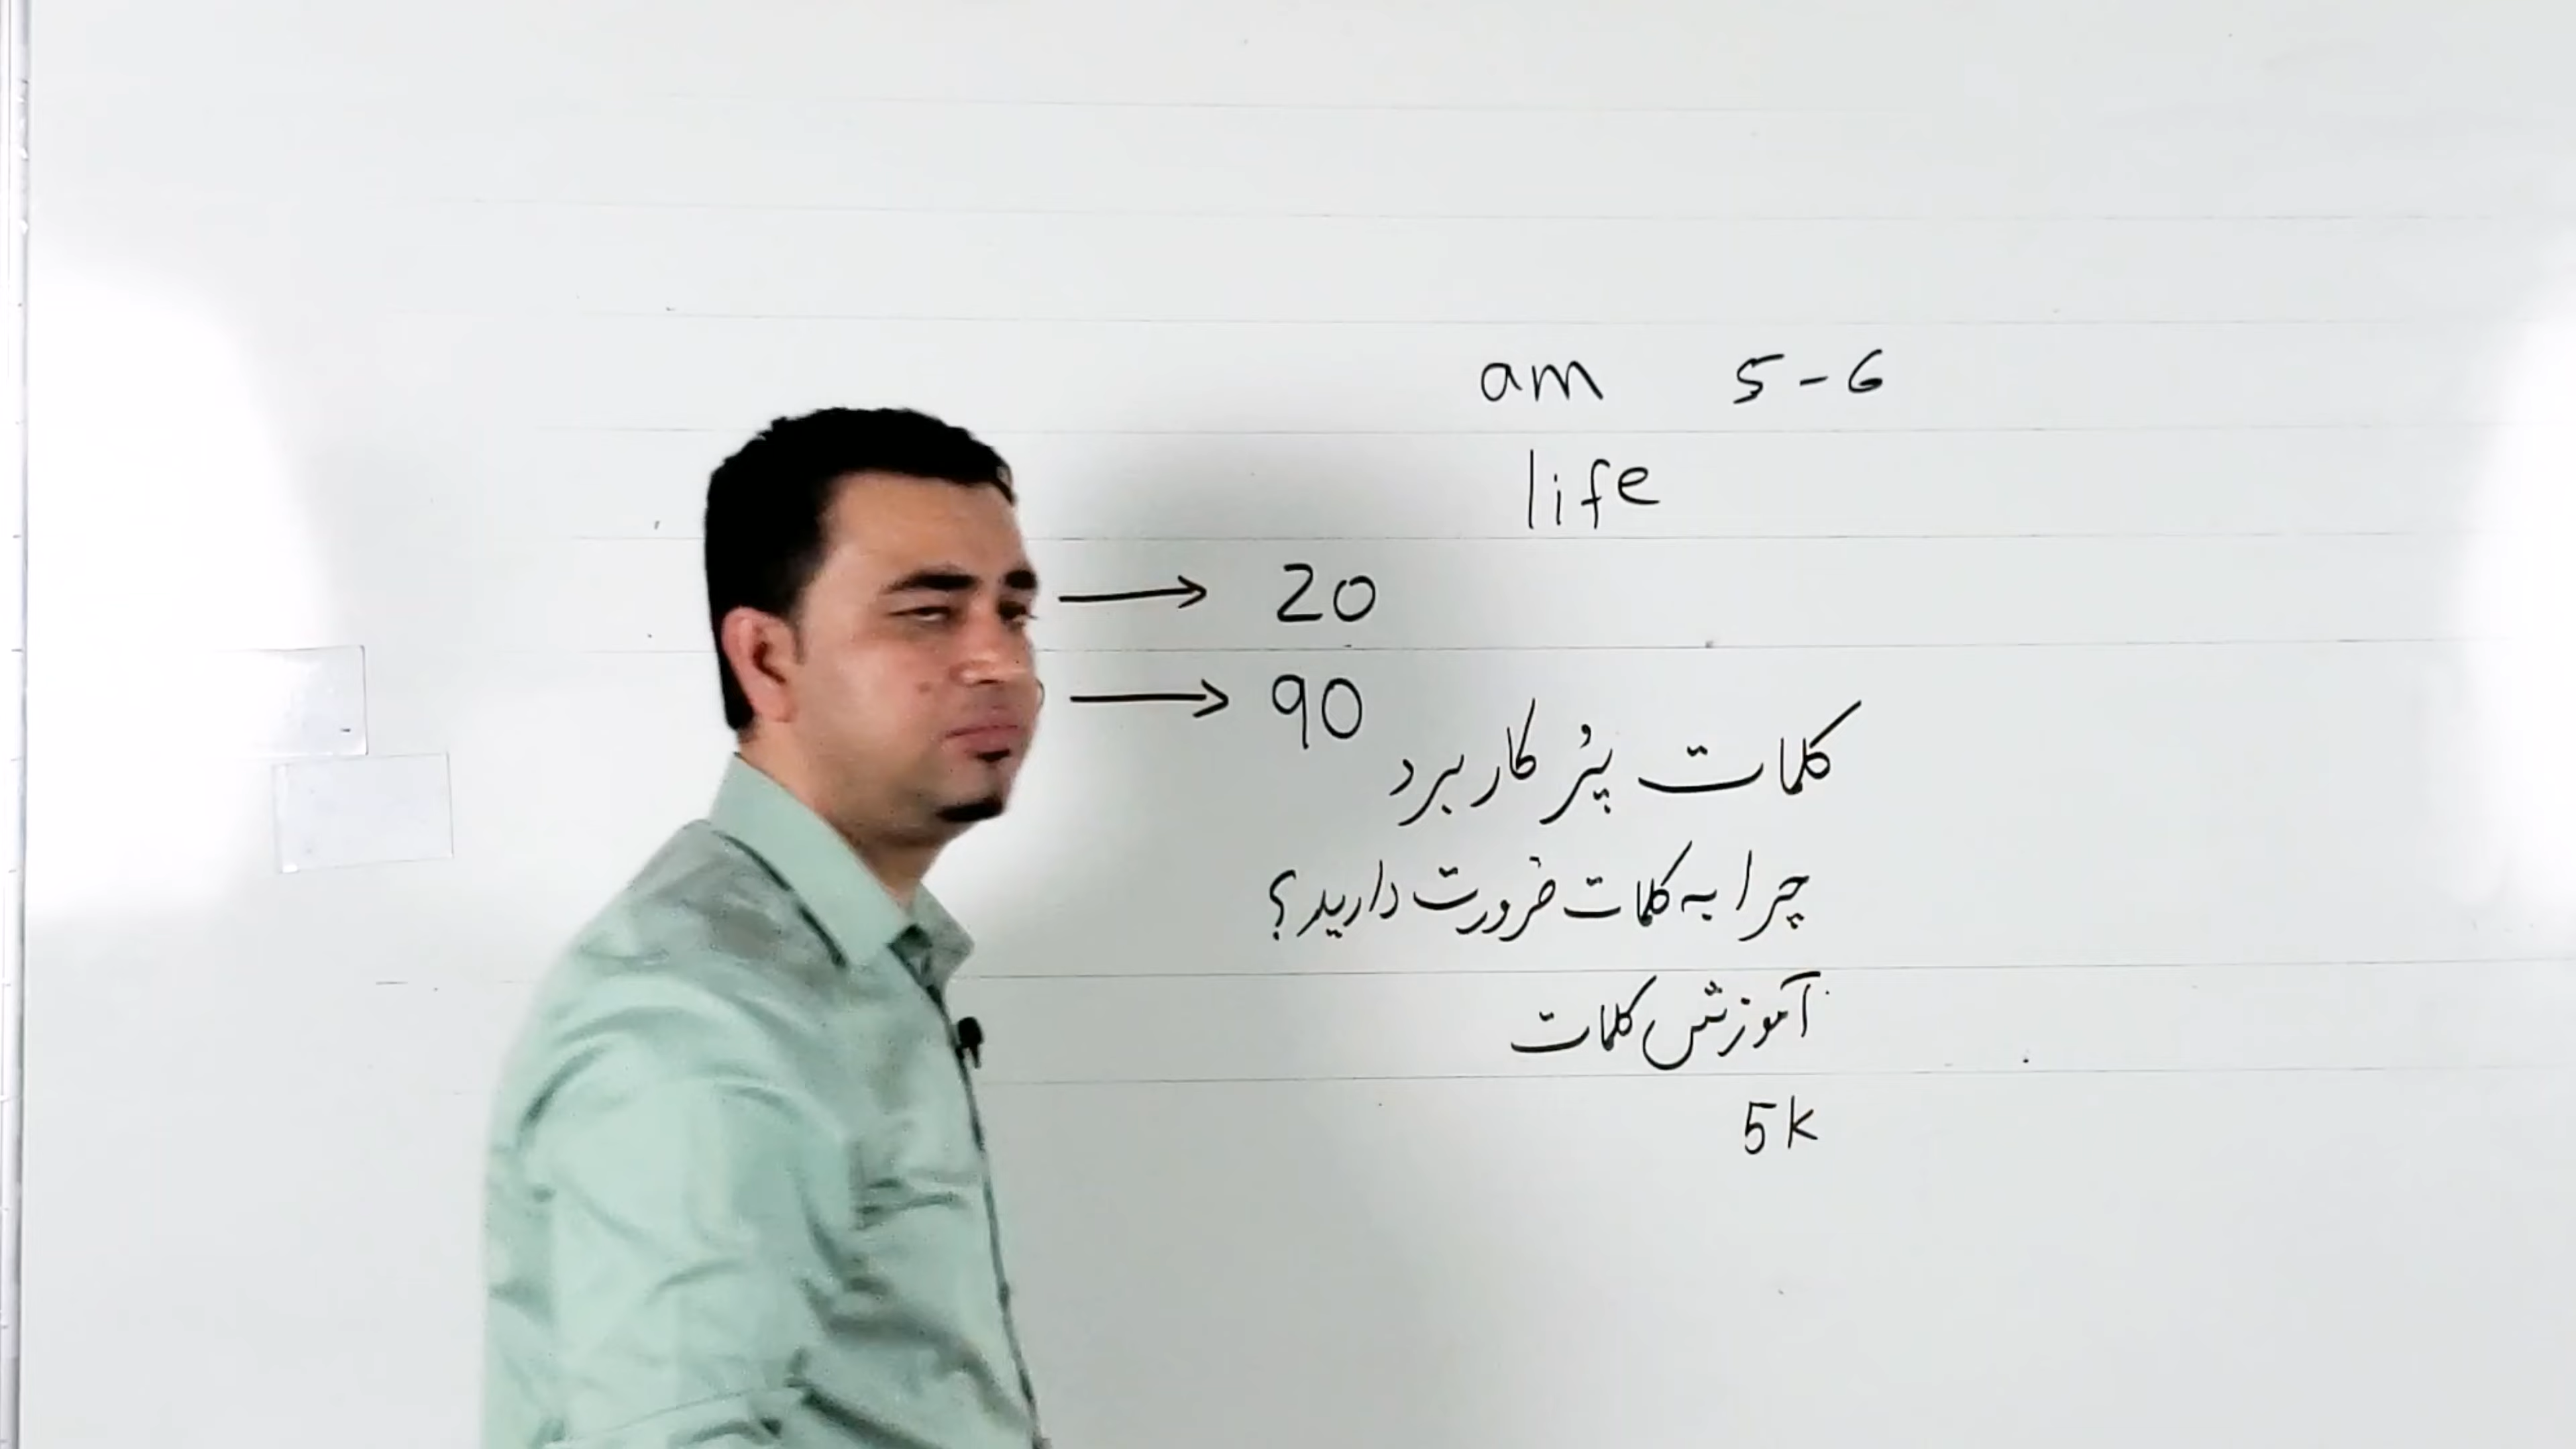 am 5-6
life
→ 20
→ 90
کلمات پُر کاربرد
چرا به کلمات ضرورت دارید؟
آموزش کلمات
5k